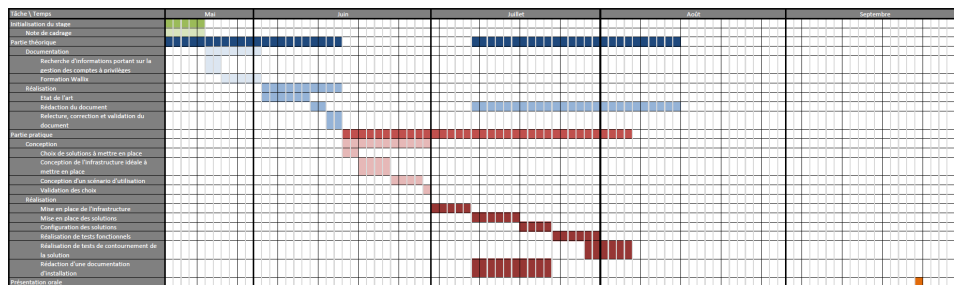 Tâche \ Temps Mai Juin Juillet Août Septembre
Initialisation du stage
Note de cadrage
Partie théorique
Documentation
Recherche d'informations portant sur la
gestion des comptes à privilèges
Formation Wallix
Réalisation
Etat de l'art
Rédaction du document
Relecture, correction et validation du
document
Partie pratique
Conception
Choix de solutions à mettre en place
Conception de l'infrastructure idéale à
mettre en place
Conception d'un scénario d'utilisation
Validation des choix
Réalisation
Mise en place de l'infrastructure
Mise en place des solutions
Configuration des solutions
Réalisation de tests fonctionnels
Réalisation de tests de contournement de
la solution
Rédaction d'une documentation
d'installation
Présentation orale